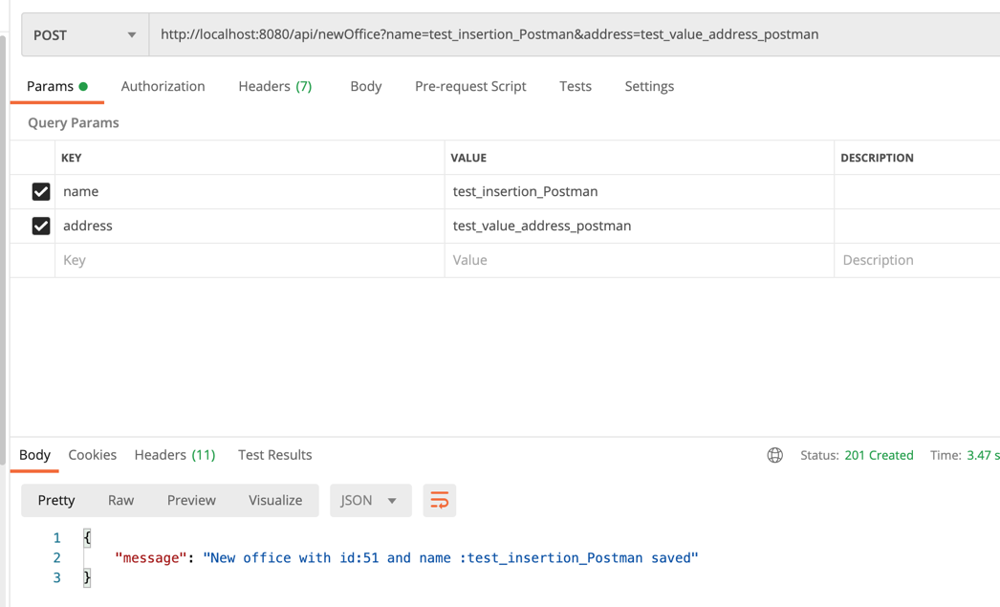 POST http://localhost:8080/api/newOffice?name=test_insertion_Postman&address=test_value_address_postman
Params Authorization Headers (7) Body Pre-request Script Tests Settings
Query Params
KEY VALUE DESCRIPTION
name test_insertion_Postman
address test_value_address_postman
Key Value Description
Body Cookies Headers (11) Test Results Status: 201 Created Time: 3.47 s
Pretty Raw Preview Visualize JSON
1 {
2 "message": "New office with id:51 and name :test_insertion_Postman saved"
3 }